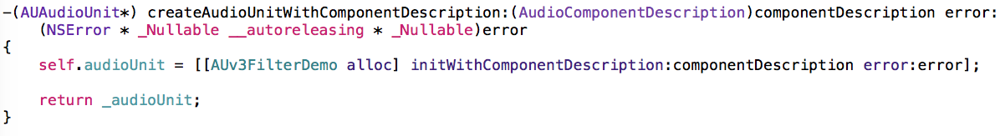 -(AUAudioUnit*) createAudioUnitWithComponentDescription:(AudioComponentDescription)componentDescription error:
(NSError * _Nullable __autoreleasing * _Nullable)error
{
self.audioUnit = [[AUv3FilterDemo alloc] initWithComponentDescription:componentDescription error:error];
return _audioUnit;
}